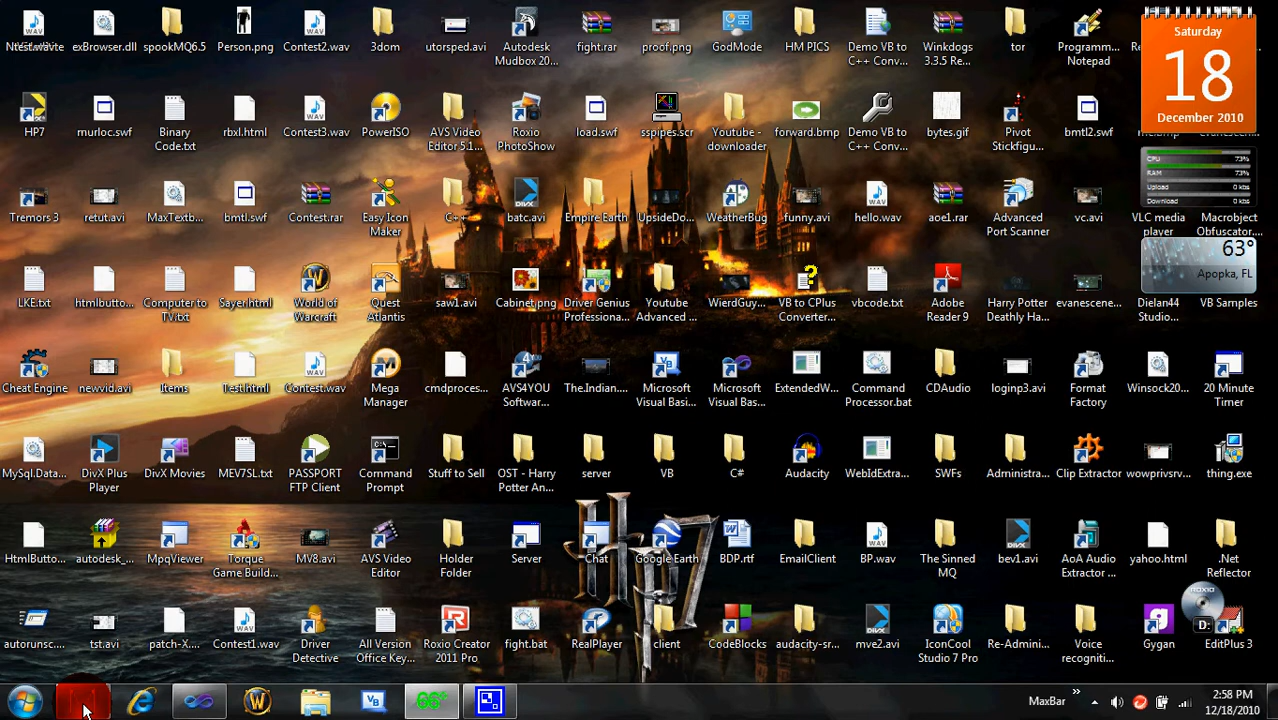 exBrowser.dll
spookMQ6.5
Person.png
Contest2.wav
3dom
utorsped.avi
Autodesk
Mudbox 20...
fight.rar
proof.png
GodMode
HM PICS
Demo VB to
C++ Conv...
Winkdogs
3.3.5 Re...
tor
Programm...
Notepad
Saturday
18
December 2010
HP7
murloc.swf
Binary
Code.txt
rbxl.html
Contest3.wav
PowerISO
AVS Video
Editor 5.1...
Roxio
PhotoShow
load.swf
sspipes.scr
Youtube -
downloader
forward.bmp
Demo VB to
C++ Conv...
bytes.gif
Pivot
Stickfigu...
bmtl2.swf
CPU 73%
RAM 73%
Upload 0 kbs
Download 0 kbs
Tremors 3
retut.avi
MaxTextb...
bmtl.swf
Contest.rar
Easy Icon
Maker
C++
batc.avi
Empire Earth
UpsideDo...
WeatherBug
funny.avi
hello.wav
aoe1.rar
Advanced
Port Scanner
vc.avi
VLC media
player
Macrobject
Obfuscator...
63°
Apopka, FL
LKE.txt
htmlbutto...
Computer to
TV.txt
Sayer.html
World of
Warcraft
Quest
Atlantis
saw1.avi
Cabinet.png
Driver Genius
Professiona...
Youtube
Advanced ...
WierdGuy...
VB to CPlus
Converter...
vbcode.txt
Adobe
Reader 9
Harry Potter
Deathly Ha...
evanescene...
Dielan44
Studio...
VB Samples
Cheat Engine
newvid.avi
Items
Test.html
Contest.wav
Mega
Manager
cmdproces...
AVS4YOU
Softwar...
The.Indian....
Microsoft
Visual Basi...
Microsoft
Visual Bas...
ExtendedW...
Command
Processor.bat
CDAudio
loginp3.avi
Format
Factory
Winsock20...
20 Minute
Timer
MySql.Data...
DivX Plus
Player
DivX Movies
MEV7SL.txt
PASSPORT
FTP Client
Command
Prompt
Stuff to Sell
OST - Harry
Potter An...
server
VB
C#
Audacity
WebIdExtra...
SWFs
Administra...
Clip Extractor
wowprivsrv...
thing.exe
HtmlButto...
autodesk_...
MpqViewer
Torque
Game Build...
MV8.avi
AVS Video
Editor
Holder
Folder
Server
Chat
Google Earth
BDP.rtf
EmailClient
BP.wav
The Sinned
MQ
bev1.avi
AoA Audio
Extractor ...
yahoo.html
.Net
Reflector
autorunsc....
tst.avi
patch-X....
Contest1.wav
Driver
Detective
All Version
Office Key...
Roxio Creator
2011 Pro
fight.bat
RealPlayer
client
CodeBlocks
audacity-sr...
mve2.avi
IconCool
Studio 7 Pro
Re-Admini...
Voice
recogniti...
Gygan
ROXIO
D:
EditPlus 3
MaxBar
2:58 PM
12/18/2010